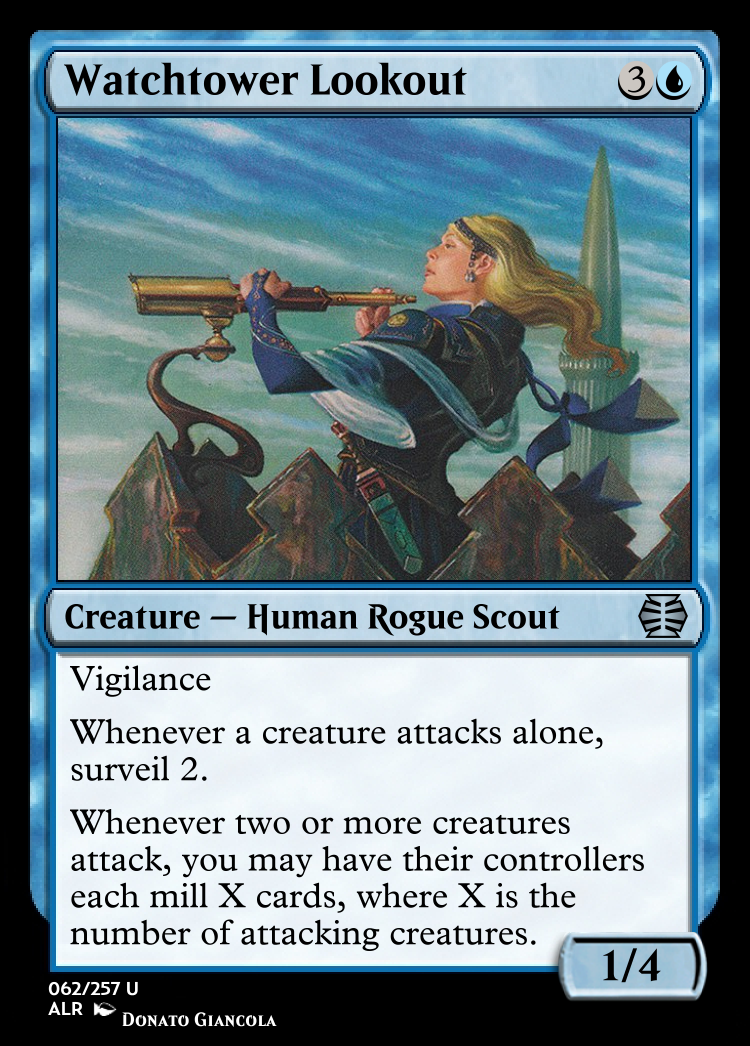 Watchtower Lookout 3
Creature — Human Rogue Scout
Vigilance
Whenever a creature attacks alone,
surveil 2.
Whenever two or more creatures
attack, you may have their controllers
each mill X cards, where X is the
number of attacking creatures.
1/4
062/257 U
ALR Donato Giancola